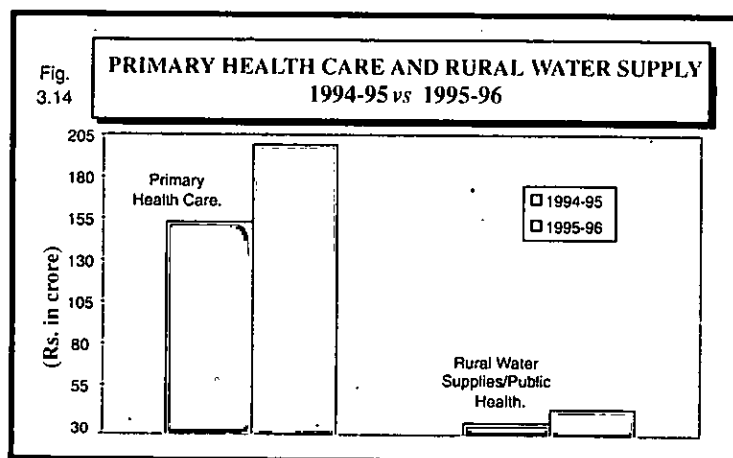 Fig.
3.14
PRIMARY HEALTH CARE AND RURAL WATER SUPPLY
1994-95 vs 1995-96
(Rs. in crore)
205
180
155
130
105
80
55
30
Primary
Health Care.
1994-95
1995-96
Rural Water
Supplies/Public
Health.